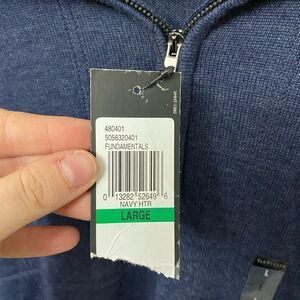 480401
5056320401
FUNDAMENTALS
0 13282 52649 6
NAVY HTR
LARGE
L